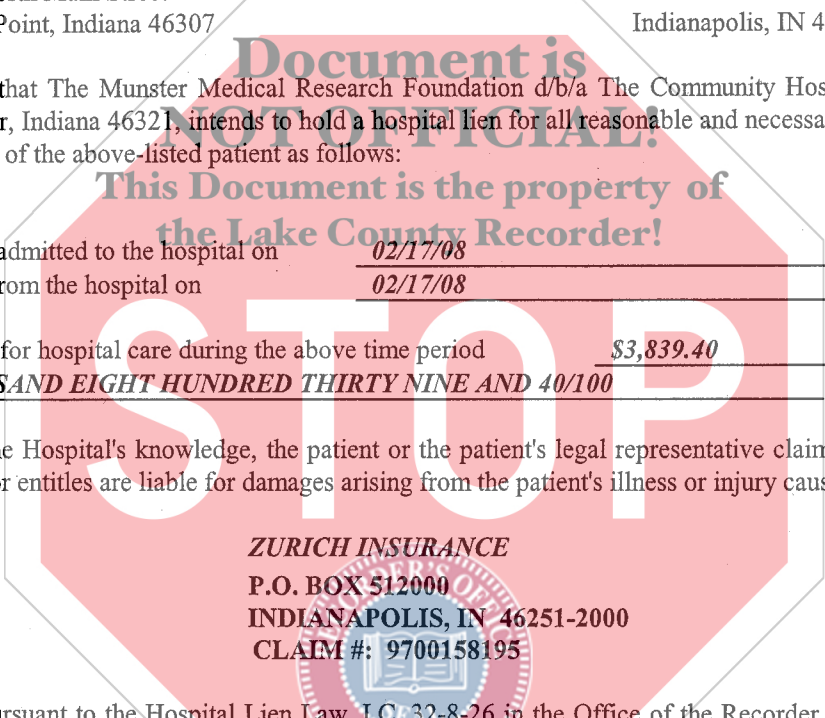 Point, Indiana 46307 Indianapolis, IN 4
Document is
that The Munster Medical Research Foundation d/b/a The Community Hos
NOT OFFICIAL!
r, Indiana 46321, intends to hold a hospital lien for all reasonable and necessa
of the above-listed patient as follows:
This Document is the property of
the Lake County Recorder!
admitted to the hospital on 02/17/08
rom the hospital on 02/17/08
STOP
for hospital care during the above time period $3,839.40
SAND EIGHT HUNDRED THIRTY NINE AND 40/100
e Hospital's knowledge, the patient or the patient's legal representative claim
or entitles are liable for damages arising from the patient's illness or injury caus
ZURICH INSURANCE
P.O. BOX 512000
INDIANAPOLIS, IN 46251-2000
CLAIM #: 9700158195
RECORDER'S OFFIC
ursuant to the Hospital Lien Law, I.C. 32-8-26 in the Office of the Recorder